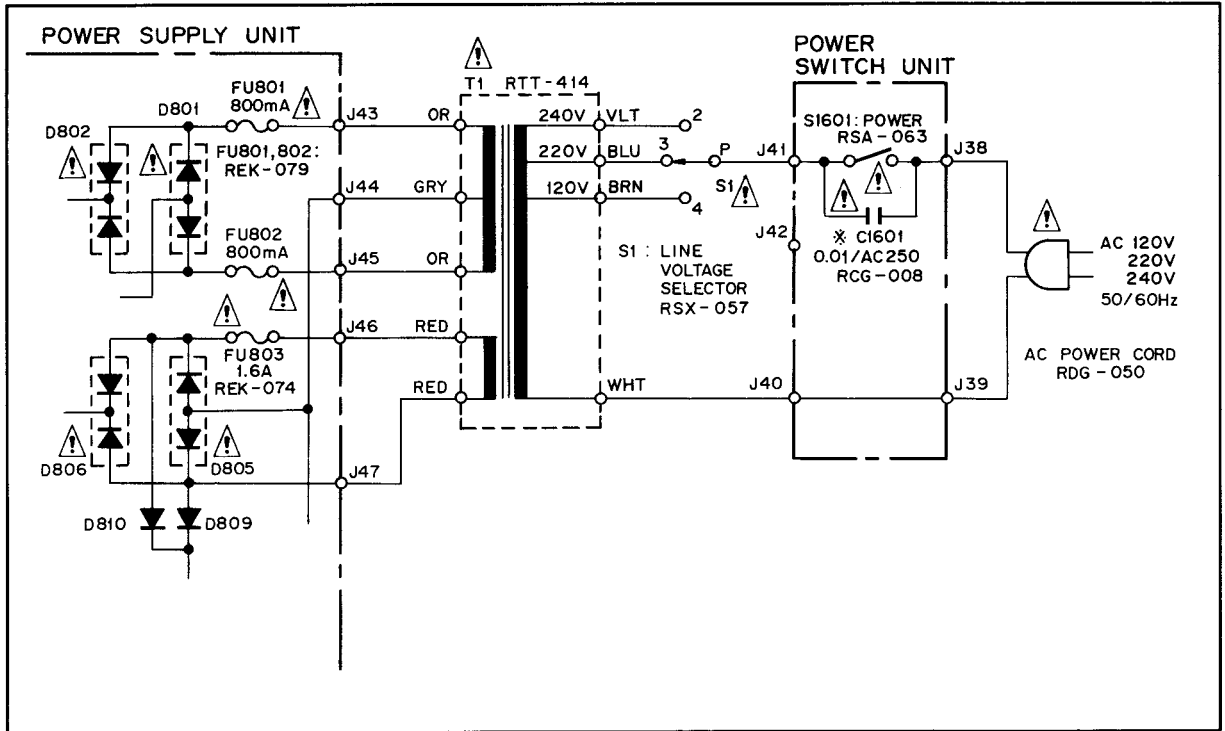 POWER SUPPLY UNIT
FU801
800mA
D801
D802
FU801,802:
REK-079
FU802
800mA
FU803
1.6A
REK-074
D806
D805
D810
D809
J43
J44
J45
J46
J47
T1 RTT-414
OR
GRY
OR
RED
RED
240V
220V
120V
VLT
BLU
BRN
WHT
2
3
P
4
S1
S1 : LINE
VOLTAGE
SELECTOR
RSX-057
POWER
SWITCH UNIT
S1601: POWER
RSA-063
J41
J38
J42
※ C1601
0.01/AC250
RCG-008
J40
J39
AC 120V
220V
240V
50/60Hz
AC POWER CORD
RDG-050